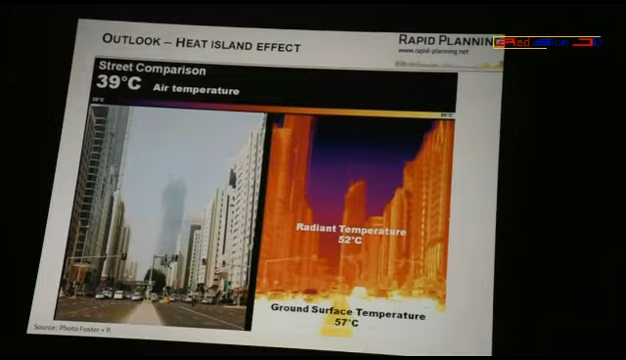 OUTLOOK – HEAT ISLAND EFFECT
RAPID PLANNING
www.rapid-planning.net
Street Comparison
39°C Air temperature
Radiant Temperature
52°C
Ground Surface Temperature
57°C
Source: Photo Foster +